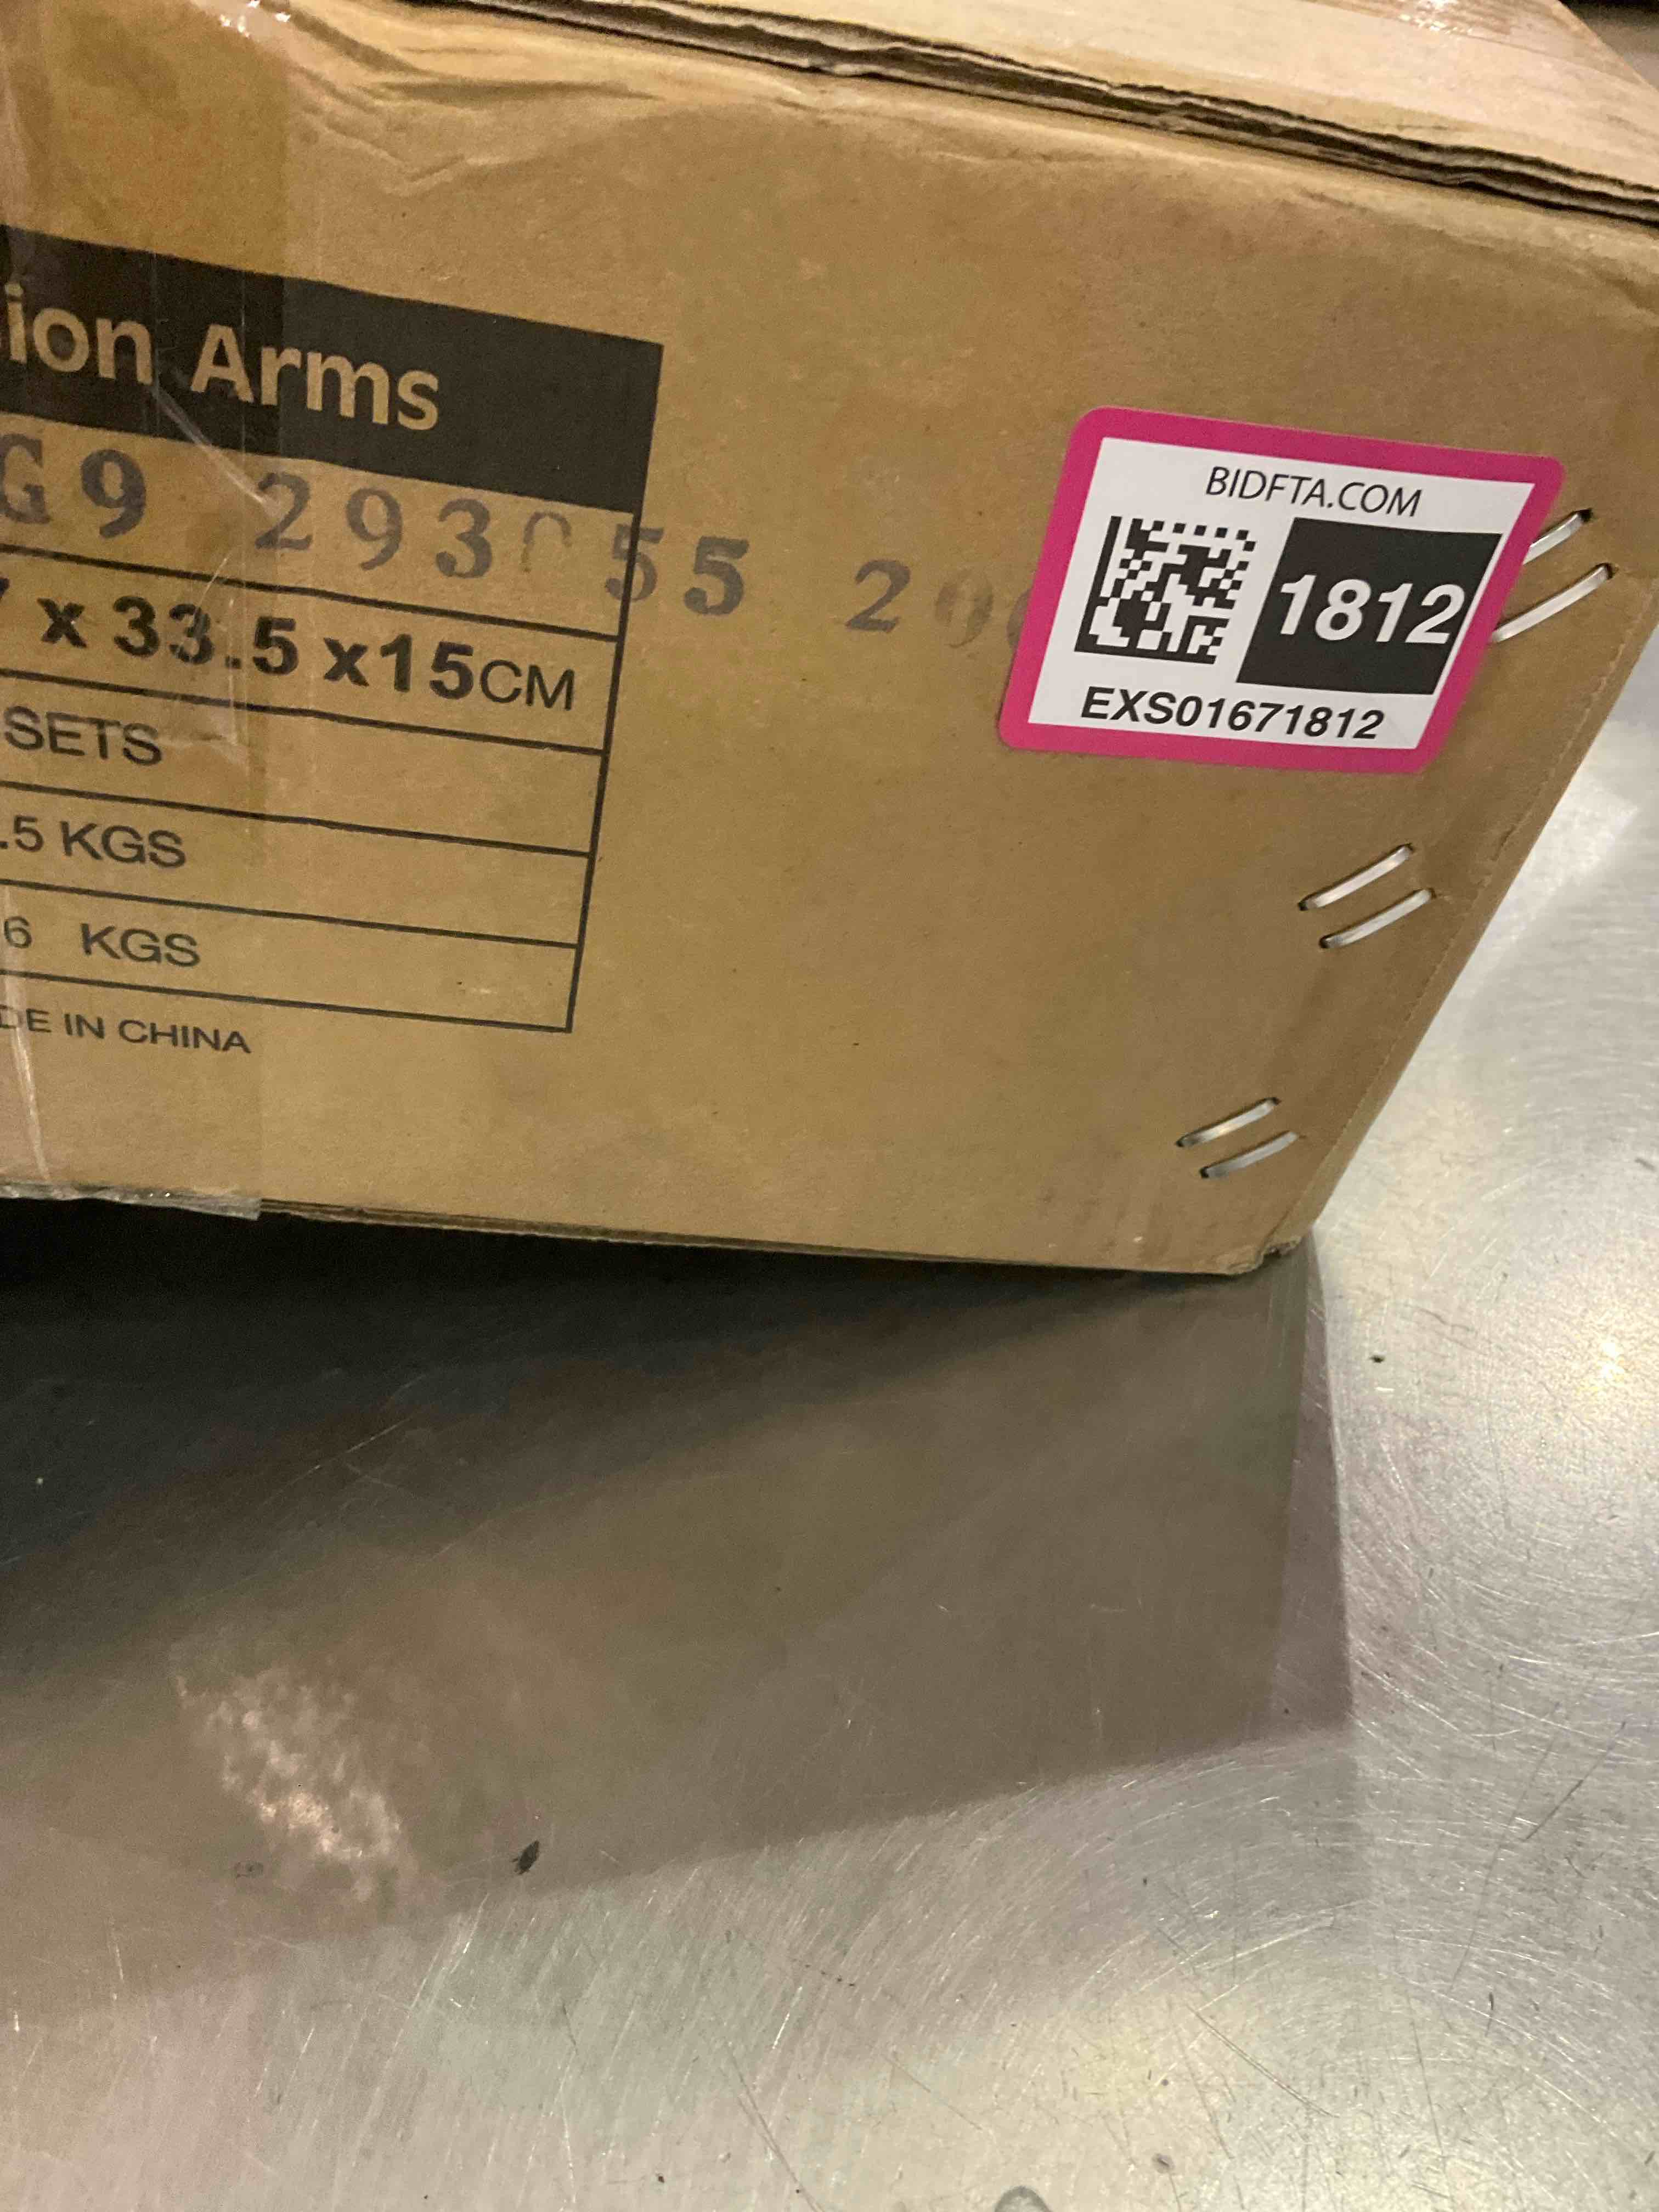 ion Arms
G9 293055 20
x 33.5 x15CM
SETS
.5 KGS
6 KGS
DE IN CHINA
BIDFTA.COM
1812
EXS01671812